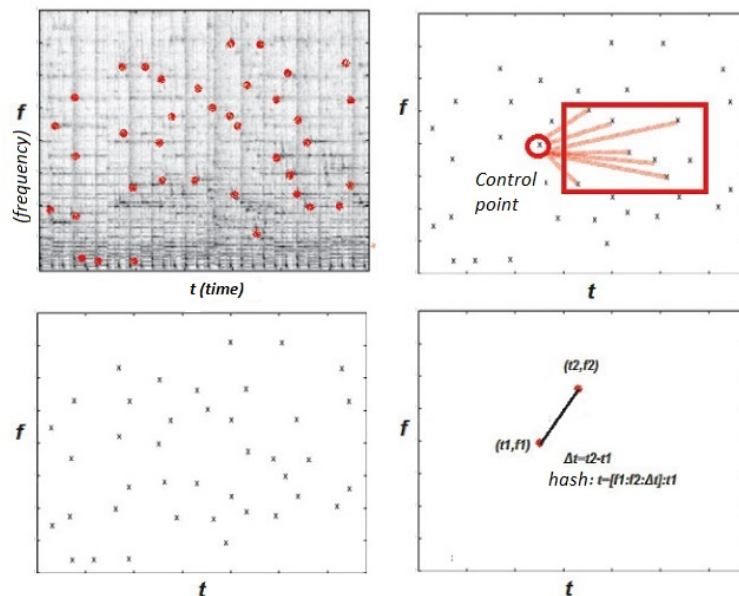 f
(frequency)
t (time)
f
Control
point
t
f
t
f
(t2,f2)
(t1,f1)
Δt=t2-t1
hash: t=[f1:f2:Δt]:t1
t